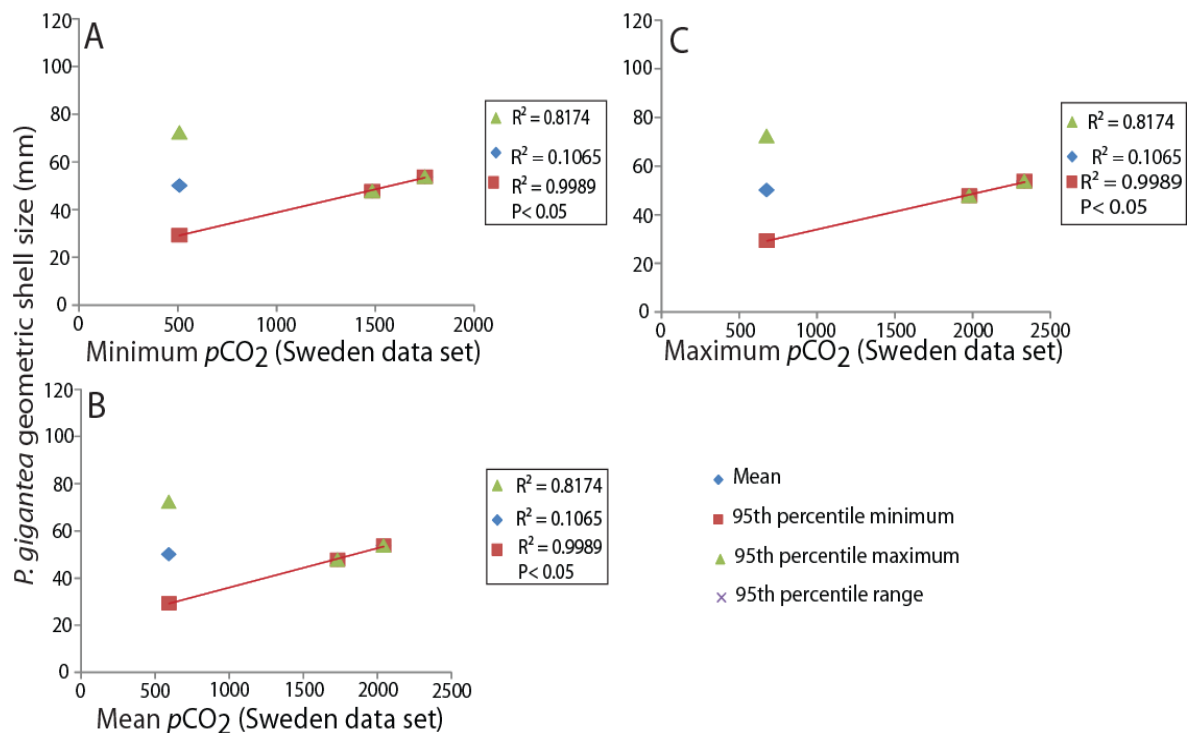 P. gigantea geometric shell size (mm)
A
120
100
80
60
40
20
0
0 500 1000 1500 2000
Minimum pCO2 (Sweden data set)
R² = 0.8174
R² = 0.1065
R² = 0.9989
P< 0.05
C
120
100
80
60
40
20
0
0 500 1000 1500 2000 2500
Maximum pCO2 (Sweden data set)
R² = 0.8174
R² = 0.1065
R² = 0.9989
P< 0.05
B
120
100
80
60
40
20
0
0 500 1000 1500 2000 2500
Mean pCO2 (Sweden data set)
R² = 0.8174
R² = 0.1065
R² = 0.9989
P< 0.05
Mean
95th percentile minimum
95th percentile maximum
95th percentile range